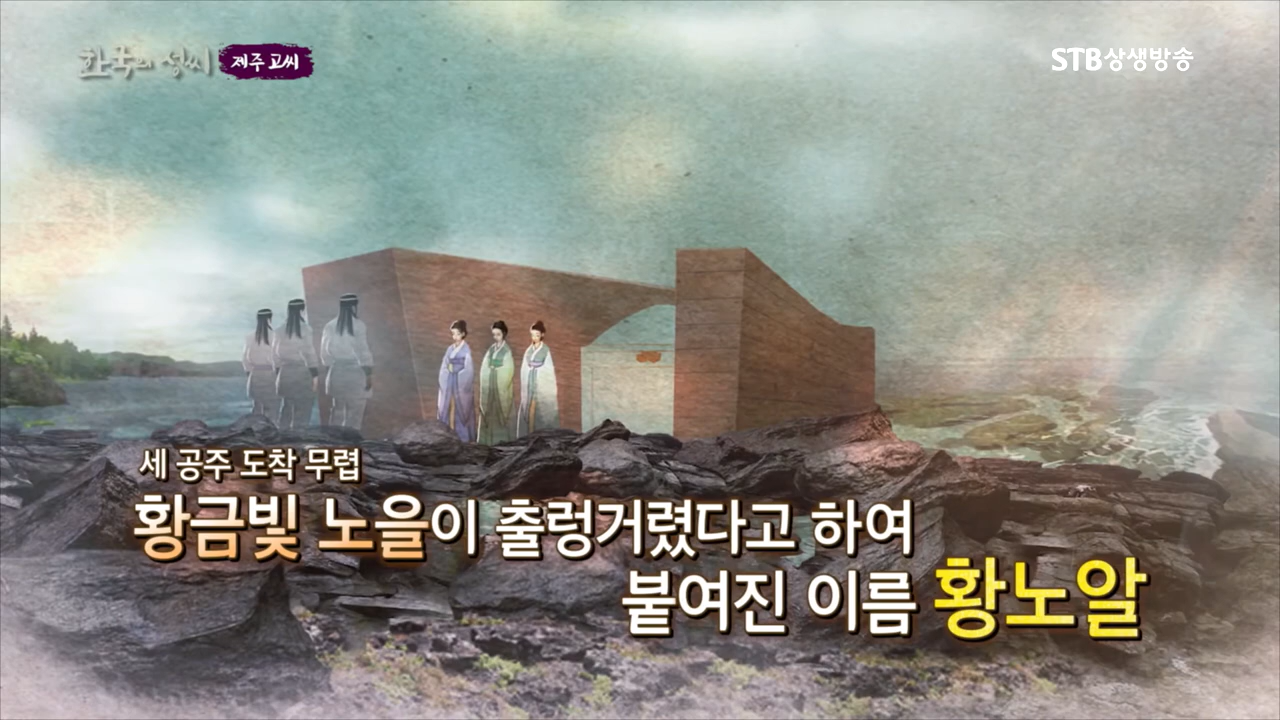 한국의 성씨 제주 고씨
STB상생방송
세 공주 도착 무렵
황금빛 노을이 출렁거렸다고 하여
붙여진 이름 황노알